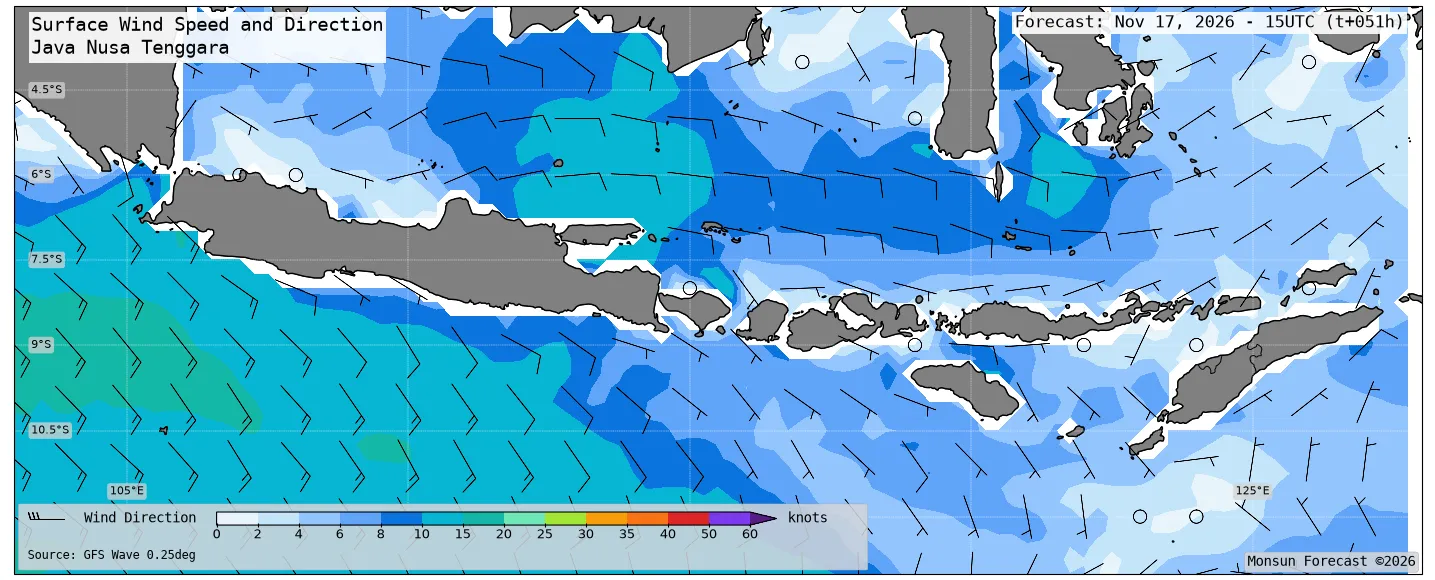 Surface Wind Speed and Direction
Java Nusa Tenggara
Forecast: Nov 17, 2026 - 15UTC (t+051h)
4.5°S
6°S
7.5°S
9°S
10.5°S
105°E
125°E
Wind Direction
knots
0 2 4 6 8 10 15 20 25 30 35 40 50 60
Source: GFS Wave 0.25deg
Monsun Forecast ©2026